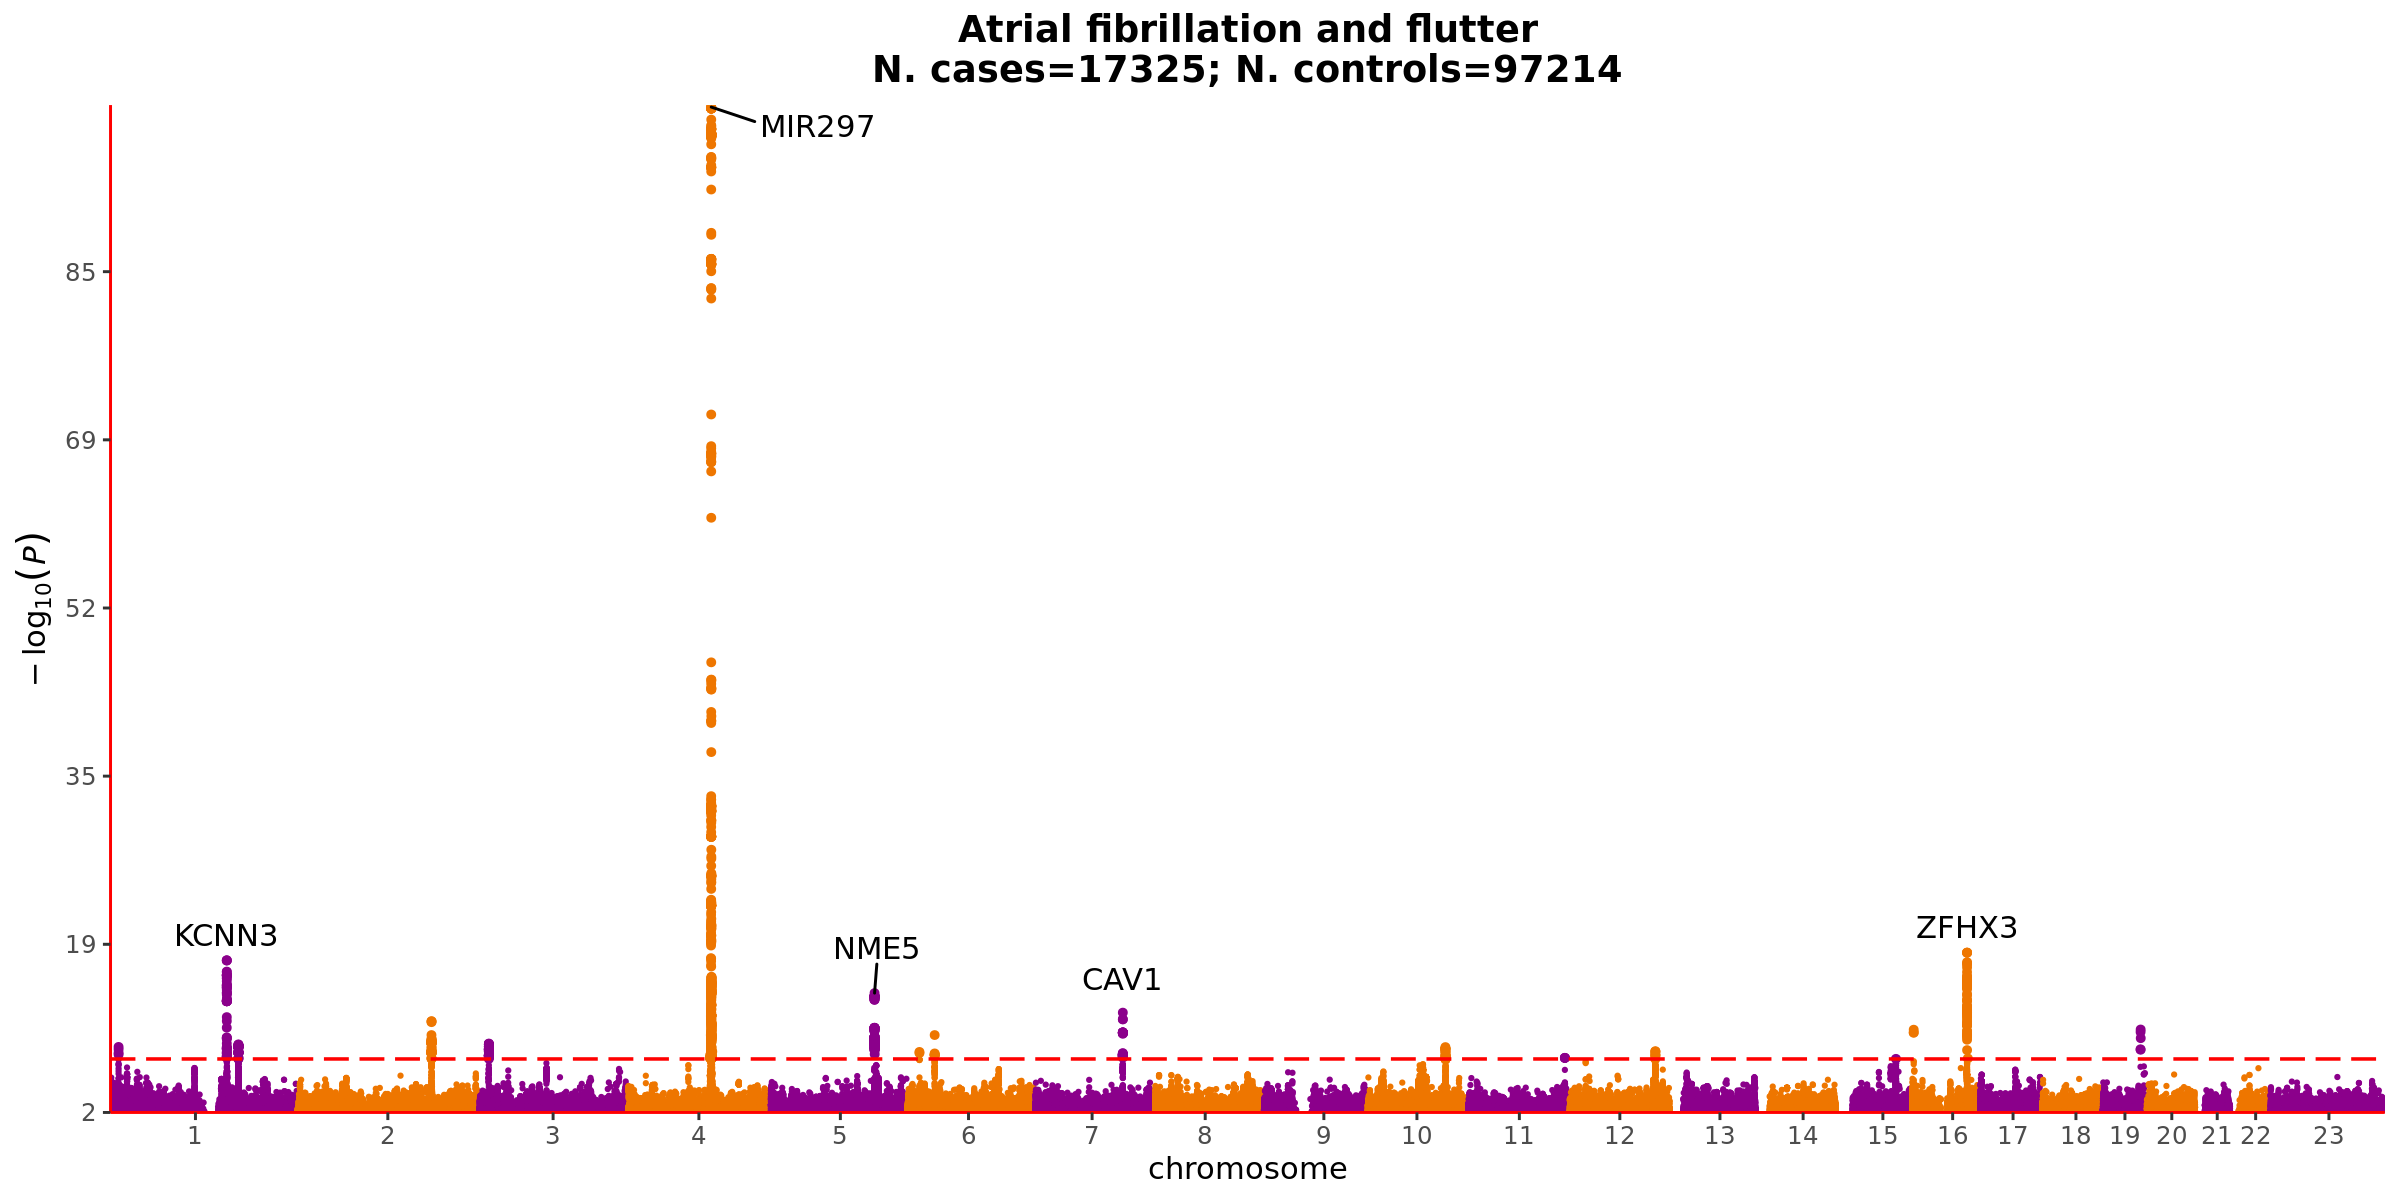 Atrial fibrillation and flutter
N. cases=17325; N. controls=97214
MIR297
85
69
52
35
19
2
−log10(P)
KCNN3
NME5
CAV1
ZFHX3
1 2 3 4 5 6 7 8 9 10 11 12 13 14 15 16 17 18 19 20 21 22 23
chromosome